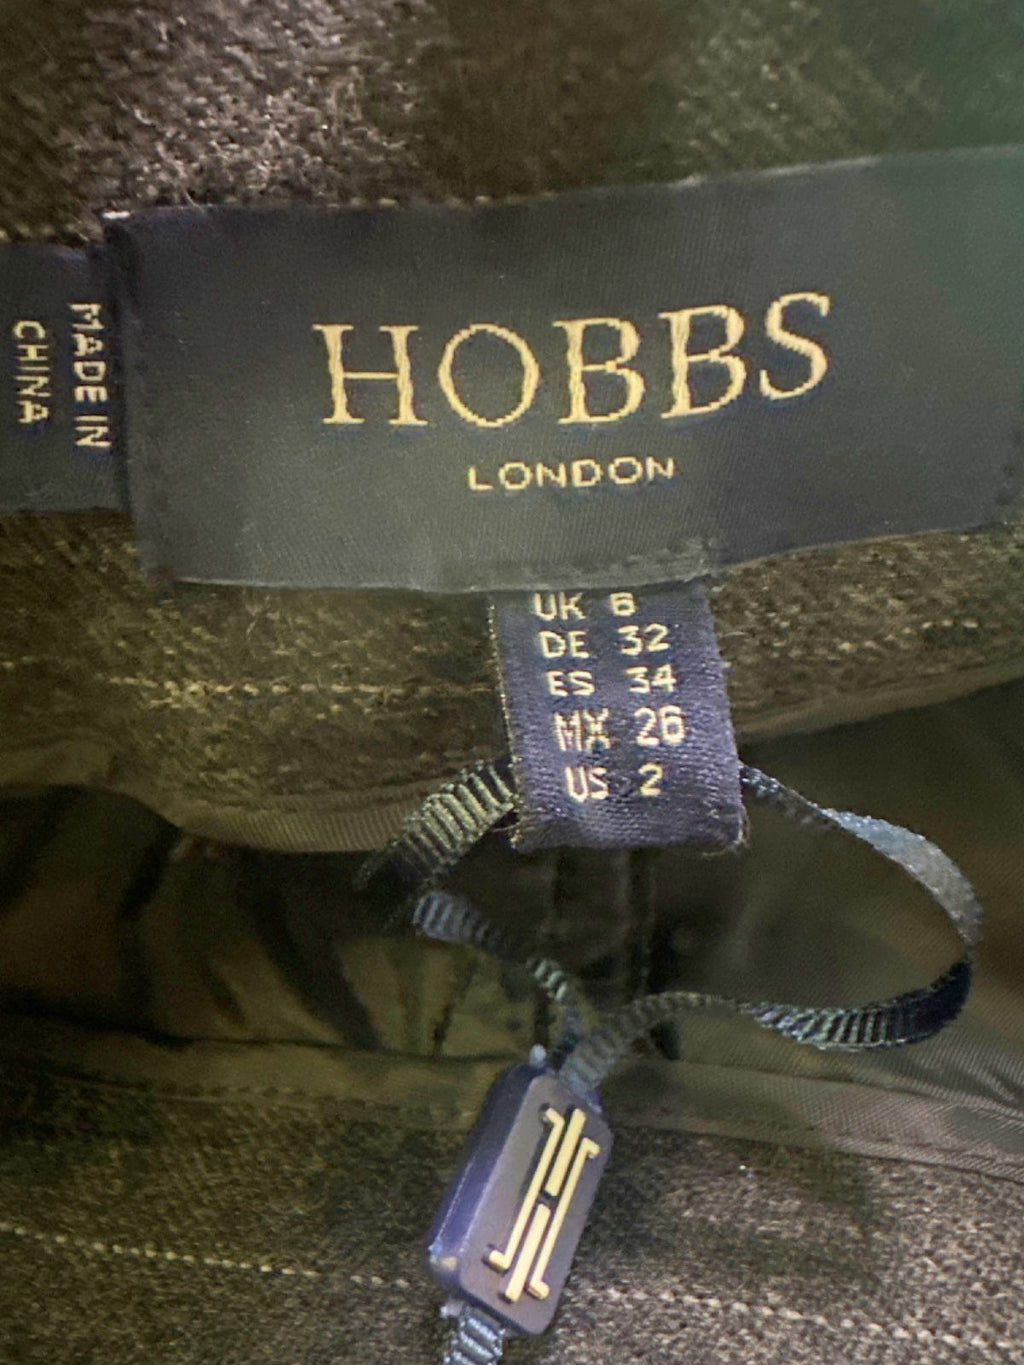 MADE IN
CHINA
HOBBS
LONDON
UK 6
DE 32
ES 34
MX 26
US 2